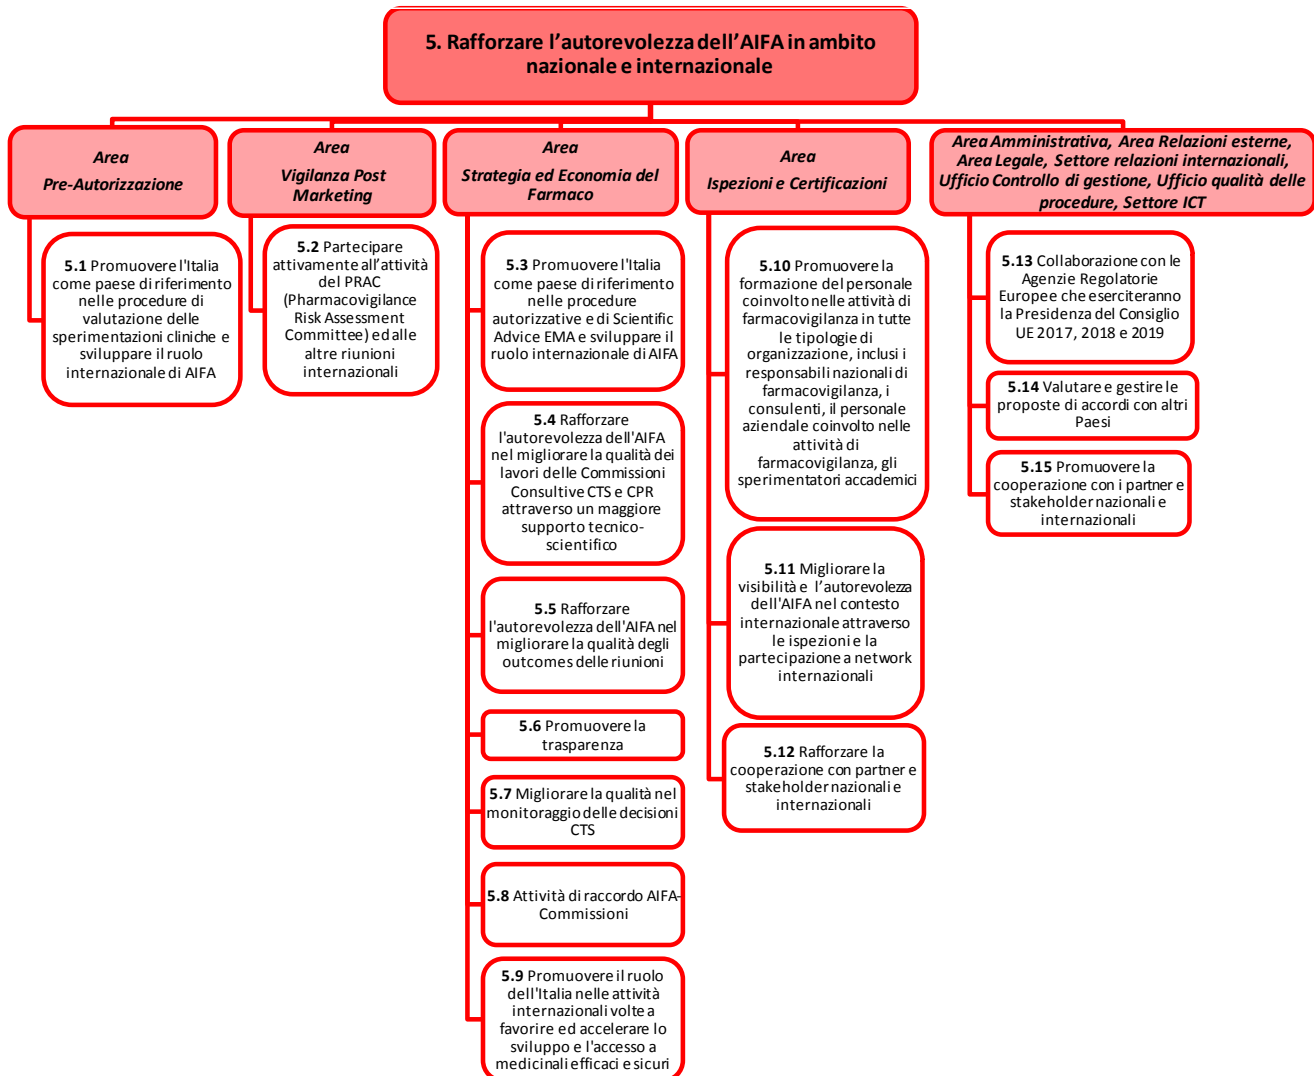 5. Rafforzare l'autorevolezza dell'AIFA in ambito
nazionale e internazionale
Area
Pre-Autorizzazione
5.1 Promuovere l'Italia
come paese di riferimento
nelle procedure di
valutazione delle
sperimentazioni cliniche e
sviluppare il ruolo
internazionale di AIFA
Area
Vigilanza Post
Marketing
5.2 Partecipare
attivamente all'attività
del PRAC
(Pharmacovigilance
Risk Assessment
Committee) ed alle
altre riunioni
internazionali
Area
Strategia ed Economia del
Farmaco
5.3 Promuovere l'Italia
come paese di riferimento
nelle procedure
autorizzative e di Scientific
Advice EMA e sviluppare il
ruolo internazionale di AIFA
5.4 Rafforzare
l'autorevolezza dell'AIFA
nel migliorare la qualità dei
lavori delle Commissioni
Consultive CTS e CPR
attraverso un maggiore
supporto tecnico-
scientifico
5.5 Rafforzare
l'autorevolezza dell'AIFA nel
migliorare la qualità degli
outcomes delle riunioni
5.6 Promuovere la
trasparenza
5.7 Migliorare la qualità nel
monitoraggio delle decisioni
CTS
5.8 Attività di raccordo AIFA-
Commissioni
5.9 Promuovere il ruolo
dell'Italia nelle attività
internazionali volte a
favorire ed accelerare lo
sviluppo e l'accesso a
medicinali efficaci e sicuri
Area
Ispezioni e Certificazioni
5.10 Promuovere la
formazione del personale
coinvolto nelle attività di
farmacovigilanza in tutte
le tipologie di
organizzazione, inclusi i
responsabili nazionali di
farmacovigilanza, i
consulenti, il personale
aziendale coinvolto nelle
attività di
farmacovigilanza, gli
sperimentatori accademici
5.11 Migliorare la
visibilità e l'autorevolezza
dell'AIFA nel contesto
internazionale attraverso
le ispezioni e la
partecipazione a network
internazionali
5.12 Rafforzare la
cooperazione con partner e
stakeholder nazionali e
internazionali
Area Amministrativa, Area Relazioni esterne,
Area Legale, Settore relazioni internazionali,
Ufficio Controllo di gestione, Ufficio qualità delle
procedure, Settore ICT
5.13 Collaborazione con le
Agenzie Regolatorie
Europee che eserciteranno
la Presidenza del Consiglio
UE 2017, 2018 e 2019
5.14 Valutare e gestire le
proposte di accordi con altri
Paesi
5.15 Promuovere la
cooperazione con i partner e
stakeholder nazionali e
internazionali